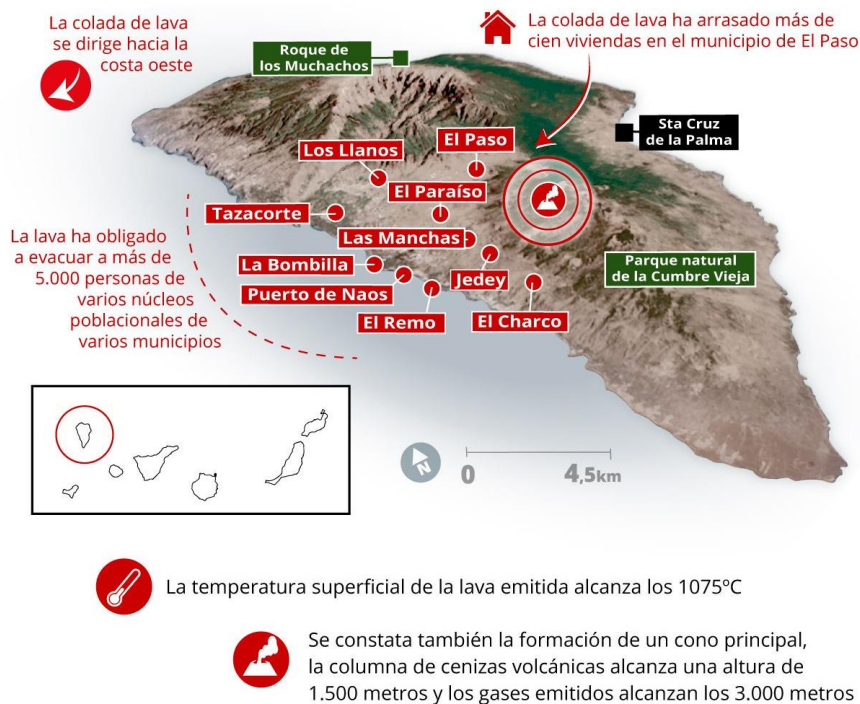 La colada de lava
se dirige hacia la
costa oeste
La colada de lava ha arrasado más de
cien viviendas en el municipio de El Paso
Roque de
los Muchachos
Sta Cruz
de la Palma
El Paso
Los Llanos
El Paraíso
Tazacorte
Las Manchas
La lava ha obligado
a evacuar a más de
5.000 personas de
varios núcleos
poblacionales de
varios municipios
La Bombilla
Jedey
Parque natural
de la Cumbre Vieja
Puerto de Naos
El Remo
El Charco
N
0
4,5km
La temperatura superficial de la lava emitida alcanza los 1075ºC
Se constata también la formación de un cono principal,
la columna de cenizas volcánicas alcanza una altura de
1.500 metros y los gases emitidos alcanzan los 3.000 metros